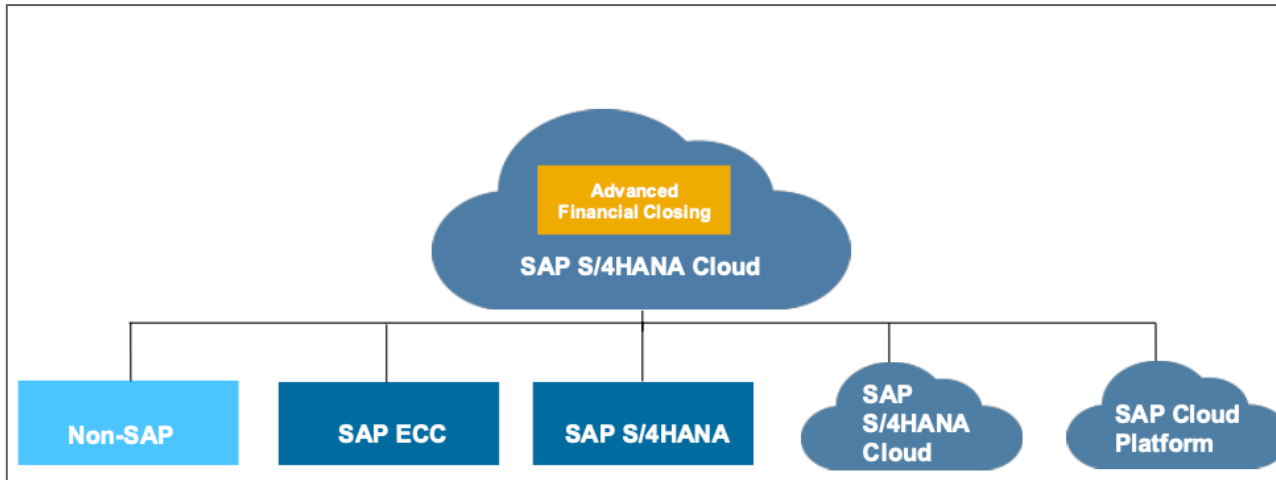 Advanced
Financial Closing
SAP S/4HANA Cloud
Non-SAP
SAP ECC
SAP S/4HANA
SAP
S/4HANA
Cloud
SAP Cloud
Platform